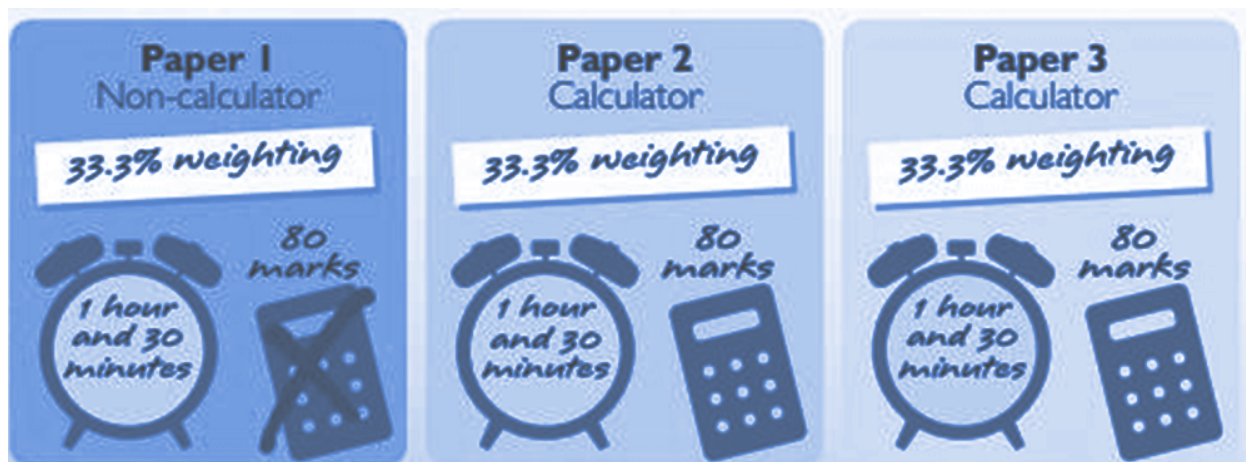 Paper 1
Non-calculator
33.3% weighting
80
marks
1 hour
and 30
minutes
Paper 2
Calculator
33.3% weighting
80
marks
1 hour
and 30
minutes
Paper 3
Calculator
33.3% weighting
80
marks
1 hour
and 30
minutes